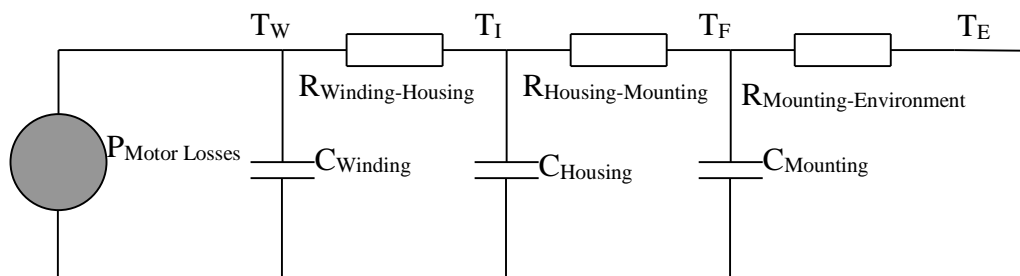 T_W T_I T_F T_E
R_Winding-Housing R_Housing-Mounting R_Mounting-Environment
P_Motor Losses C_Winding C_Housing C_Mounting